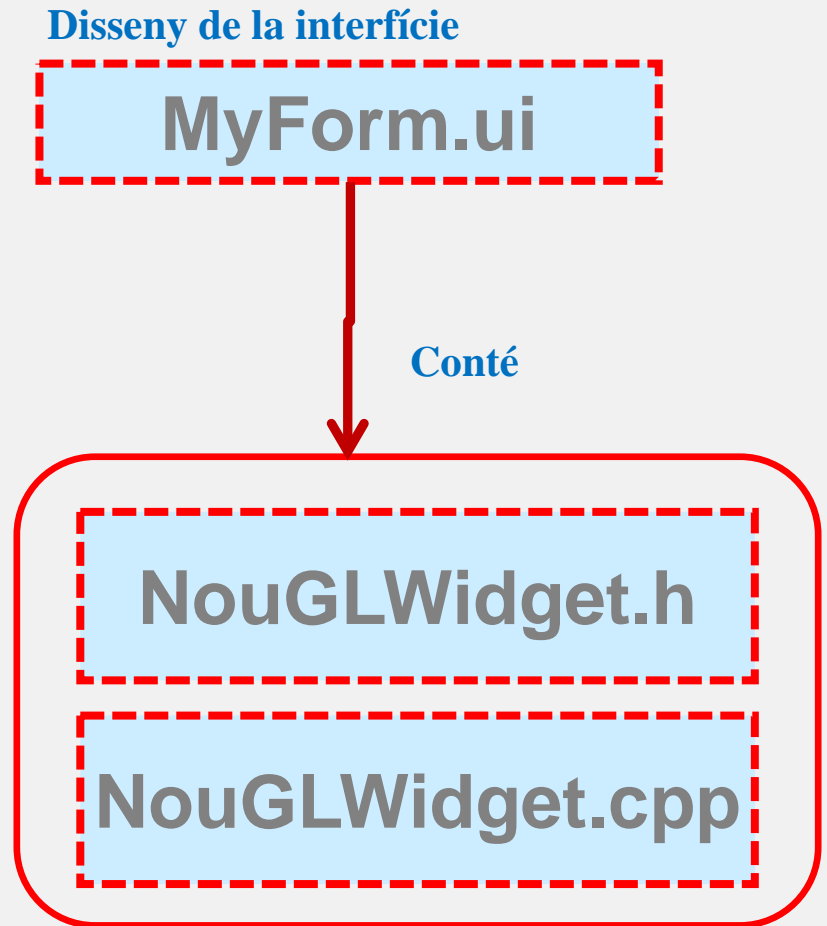 Disseny de la interfície
MyForm.ui
Conté
NouGLWidget.h
NouGLWidget.cpp